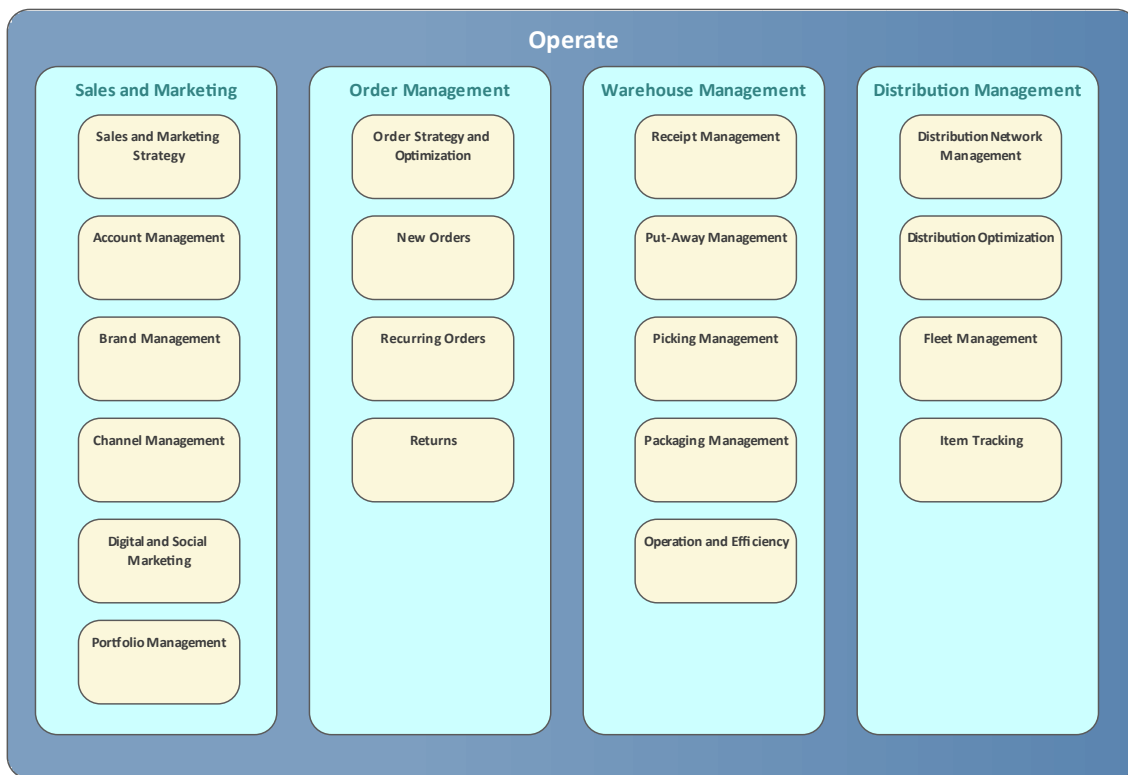 Operate
Sales and Marketing
Sales and Marketing
Strategy
Account Management
Brand Management
Channel Management
Digital and Social
Marketing
Portfolio Management
Order Management
Order Strategy and
Optimization
New Orders
Recurring Orders
Returns
Warehouse Management
Receipt Management
Put-Away Management
Picking Management
Packaging Management
Operation and Efficiency
Distribution Management
Distribution Network
Management
Distribution Optimization
Fleet Management
Item Tracking